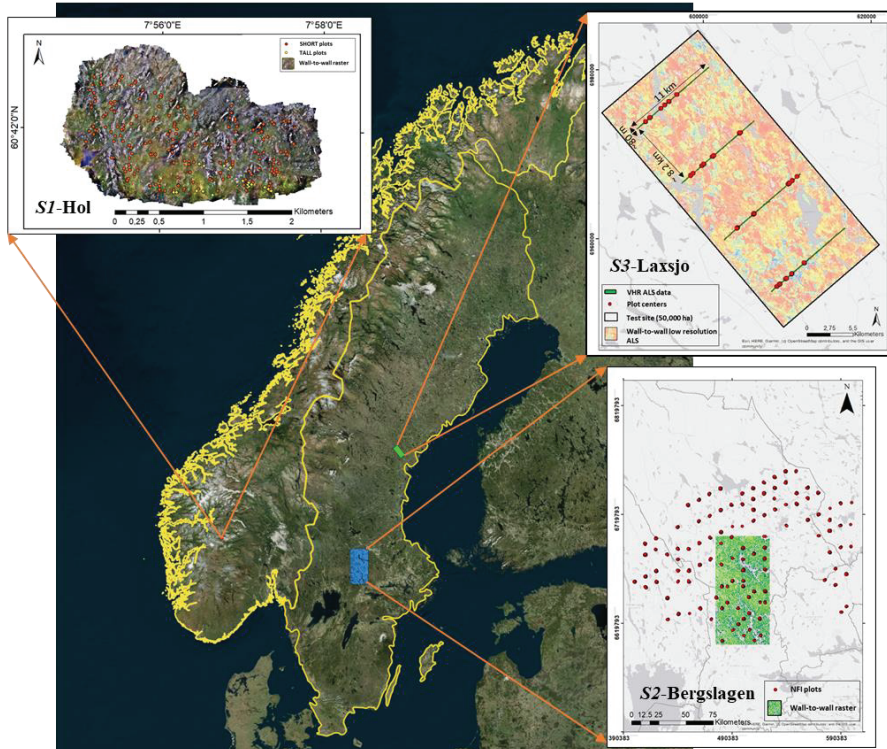 7°56'0"E
7°58'0"E
N
SHORT plots
TALL plots
Wall-to-wall raster
60°42'0"N
S1-Hol
Kilometers
0 0,25 0,5 1 1,5 2
600000
620000
6980000
6960000
11 km
~80 m
~8.2 km
S3-Laxsjo
VHR ALS data
Plot centers
Test site (50,000 ha)
Wall-to-wall low resolution
ALS
N
0 2.75 5.5
Kilometers
N
6819793
6719793
6619793
S2-Bergslagen
NFI plots
Wall-to-wall raster
0 12.5 25 50 75
Kilometers
390383
490383
590383